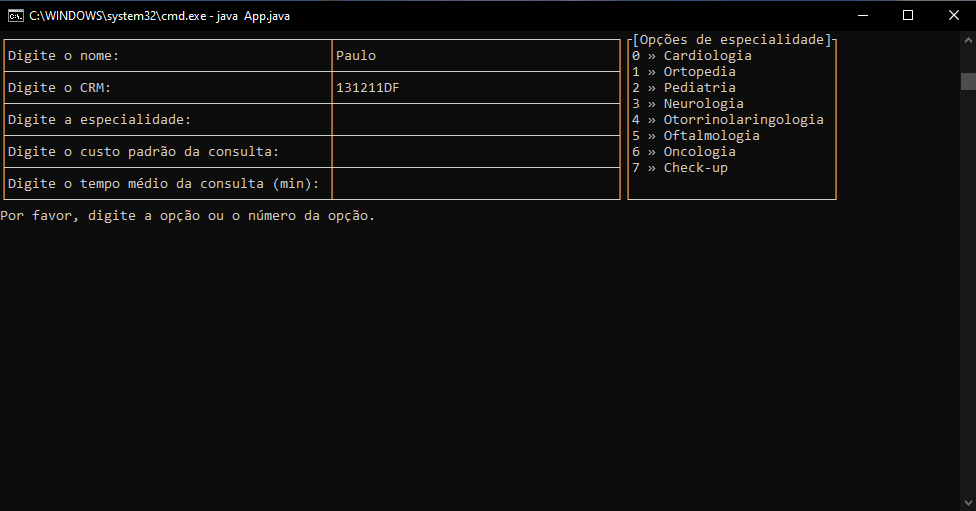 C:\WINDOWS\system32\cmd.exe - java  App.java
Digite o nome: Paulo
Digite o CRM: 131211DF
Digite a especialidade:
Digite o custo padrão da consulta:
Digite o tempo médio da consulta (min):
[Opções de especialidade]
0 » Cardiologia
1 » Ortopedia
2 » Pediatria
3 » Neurologia
4 » Otorrinolaringologia
5 » Oftalmologia
6 » Oncologia
7 » Check-up
Por favor, digite a opção ou o número da opção.